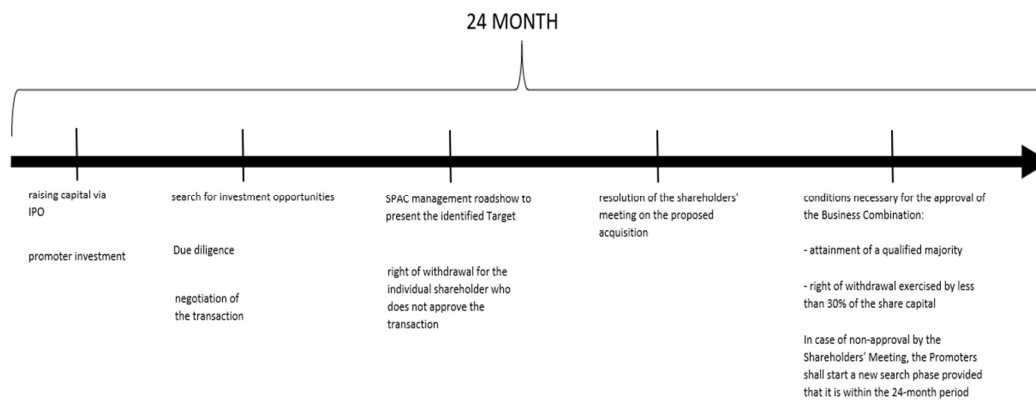 24 MONTH
raising capital via
IPO
promoter investment
search for investment opportunities
Due diligence
negotiation of
the transaction
SPAC management roadshow to
present the identified Target
right of withdrawal for the
individual shareholder who
does not approve the
transaction
resolution of the shareholders'
meeting on the proposed
acquisition
conditions necessary for the approval of
the Business Combination:
- attainment of a qualified majority
- right of withdrawal exercised by less
than 30% of the share capital
In case of non-approval by the
Shareholders' Meeting, the Promoters
shall start a new search phase provided
that it is within the 24-month period